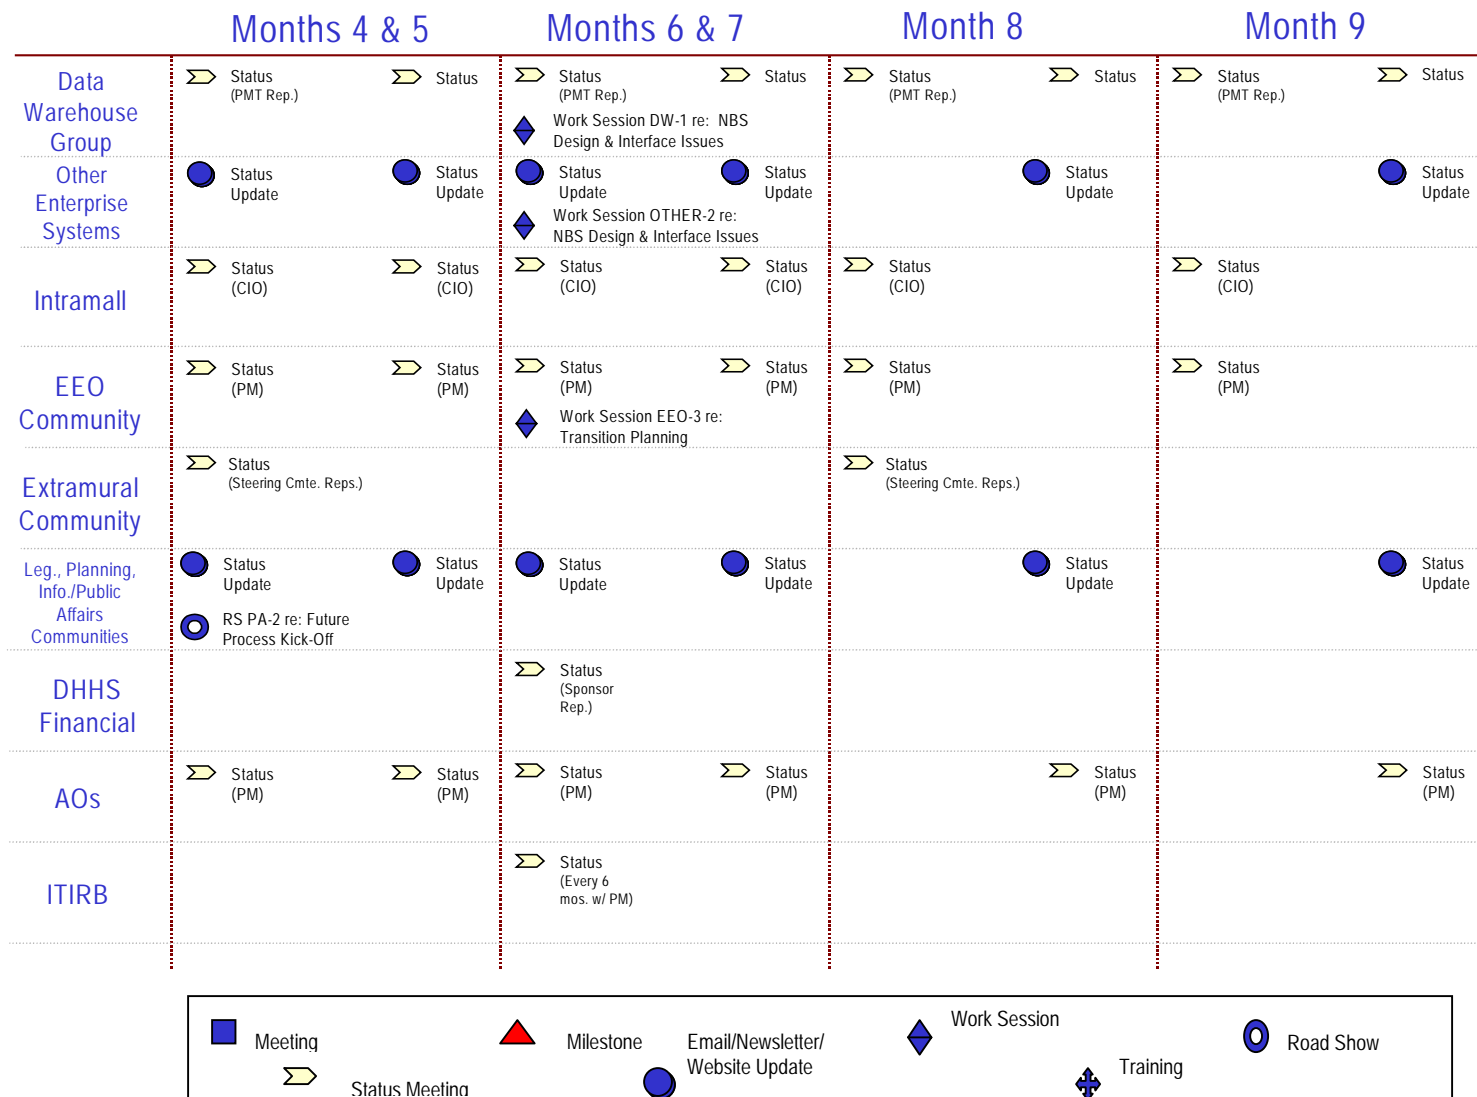 Months 4 & 5 Months 6 & 7 Month 8 Month 9
Data
Warehouse
Group
Status
(PMT Rep.)
Status
Status
(PMT Rep.)
Status
Work Session DW-1 re: NBS
Design & Interface Issues
Status
(PMT Rep.)
Status
Status
(PMT Rep.)
Status
Other
Enterprise
Systems
Status
Update
Status
Update
Status
Update
Status
Update
Work Session OTHER-2 re:
NBS Design & Interface Issues
Status
Update
Status
Update
Intramall
Status
(CIO)
Status
(CIO)
Status
(CIO)
Status
(CIO)
Status
(CIO)
Status
(CIO)
EEO
Community
Status
(PM)
Status
(PM)
Status
(PM)
Status
(PM)
Work Session EEO-3 re:
Transition Planning
Status
(PM)
Status
(PM)
Extramural
Community
Status
(Steering Cmte. Reps.)
Status
(Steering Cmte. Reps.)
Leg., Planning,
Info./Public
Affairs
Communities
Status
Update
Status
Update
RS PA-2 re: Future
Process Kick-Off
Status
Update
Status
Update
Status
Update
Status
Update
DHHS
Financial
Status
(Sponsor
Rep.)
AOs
Status
(PM)
Status
(PM)
Status
(PM)
Status
(PM)
Status
(PM)
Status
(PM)
ITIRB
Status
(Every 6
mos. w/ PM)
Meeting
Milestone
Email/Newsletter/
Website Update
Work Session
Road Show
Status Meeting
Training